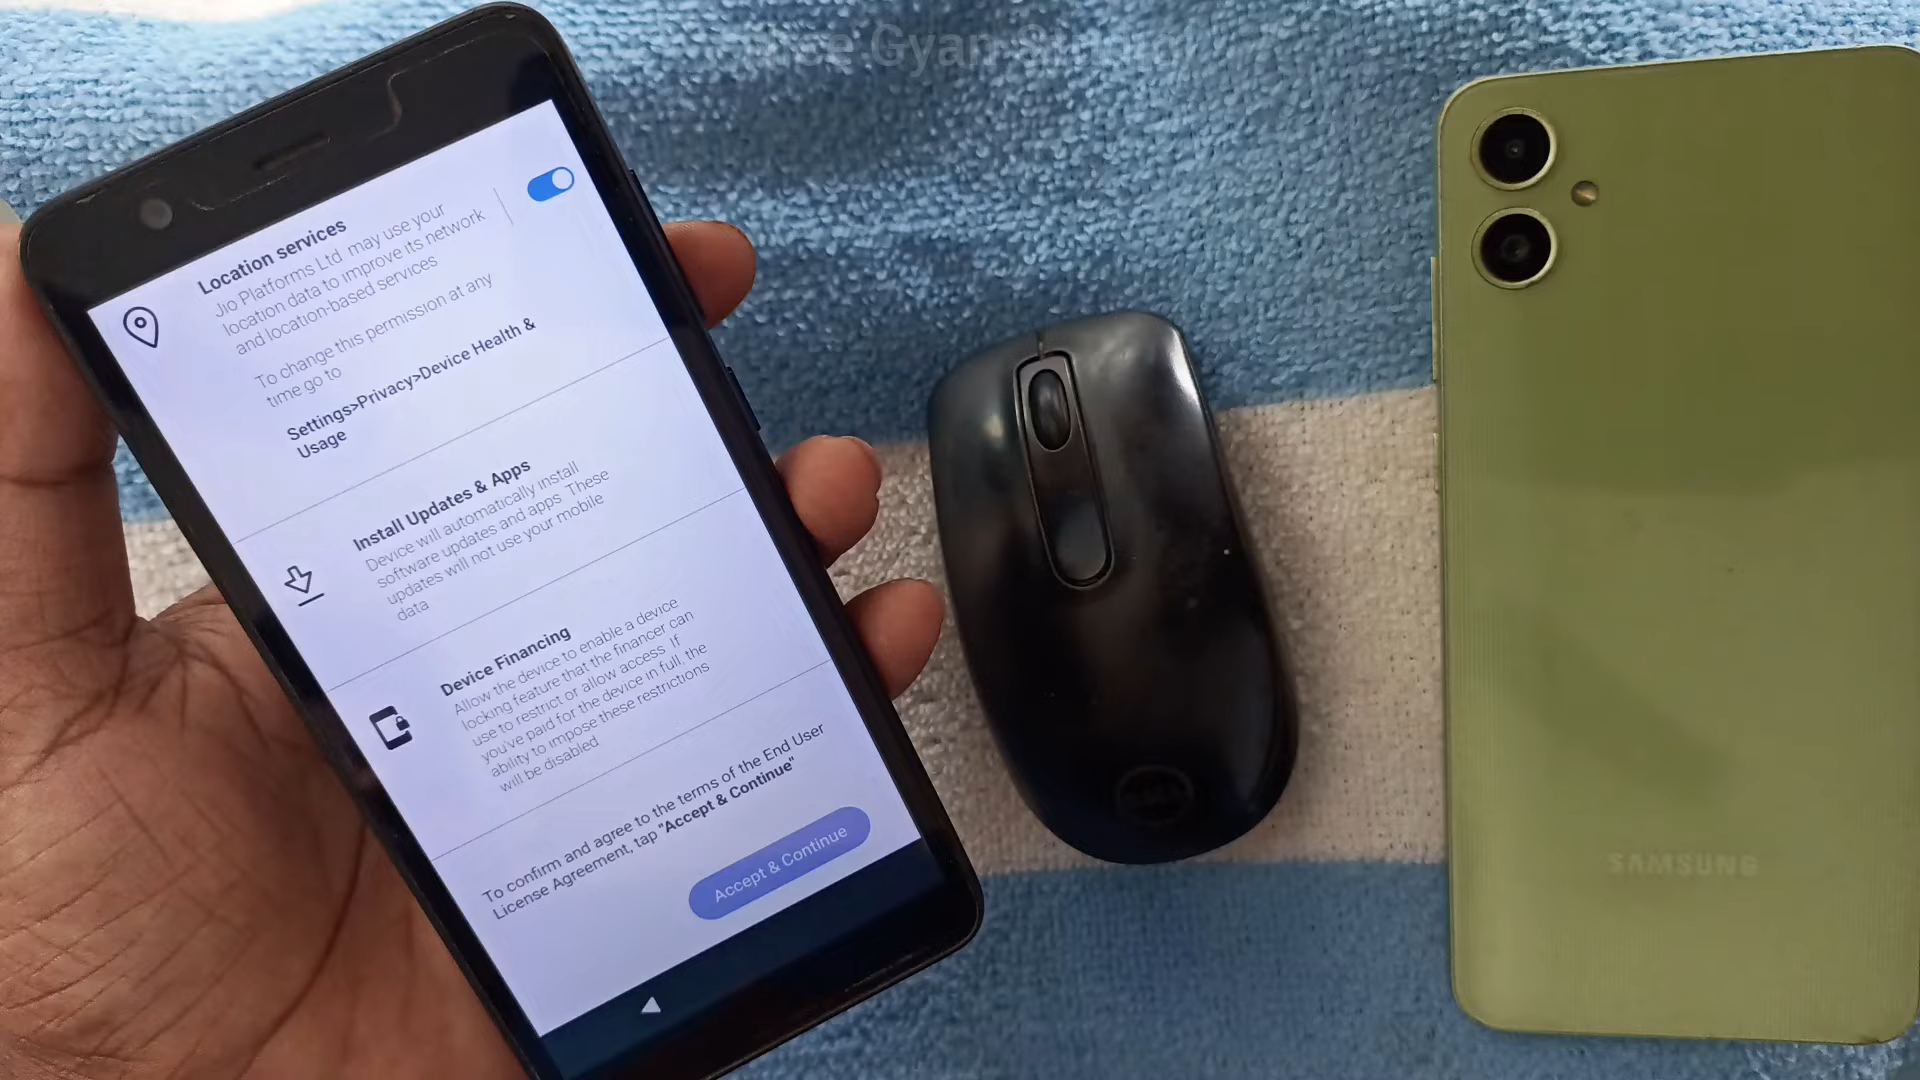 Gyan
Location services
Jio Platforms Ltd. may use your
location data to improve its network
and location-based services
To change this permission at any
time go to
Settings>Privacy>Device Health &
Usage
Install Updates & Apps
Device will automatically install
software updates and apps. These
updates will not use your mobile
data
Device Financing
Allow the device to enable a device
locking feature that the financer can
use to restrict or allow access. If
you've paid for the device in full, the
ability to impose these restrictions
will be disabled
To confirm and agree to the terms of the End User
License Agreement, tap "Accept & Continue"
Accept & Continue
SAMSUNG